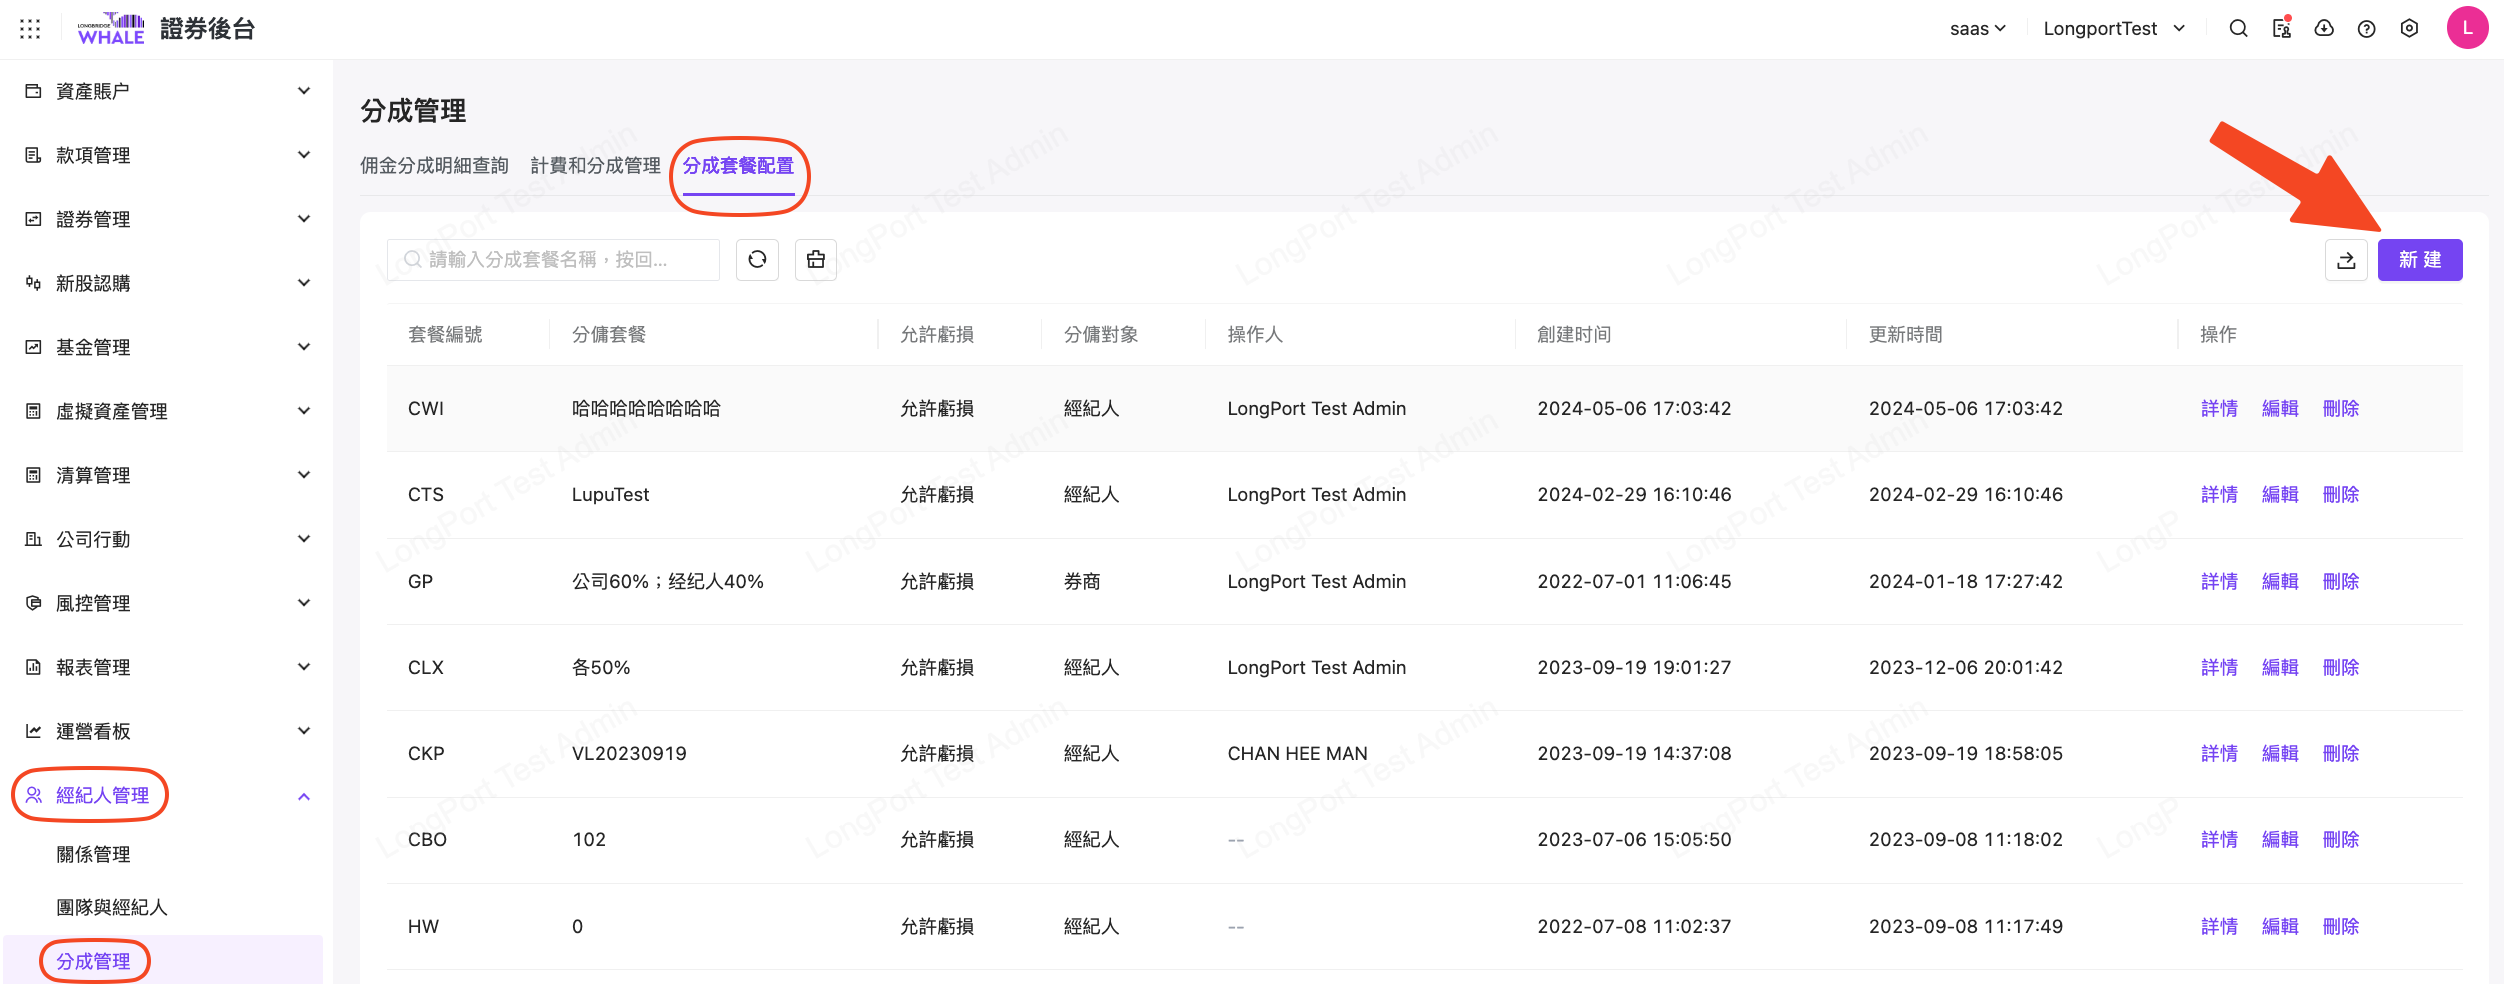 LONGBRIDGE
WHALE
證券後台
saas
LongportTest
L
資產賬户
款項管理
證券管理
新股認購
基金管理
虛擬資產管理
清算管理
公司行動
風控管理
報表管理
運營看板
經紀人管理
關係管理
團隊與經紀人
分成管理
分成管理
佣金分成明細查詢 計費和分成管理 分成套餐配置
請輸入分成套餐名稱，按回...
新建
套餐編號 分傭套餐 允許虧損 分傭對象 操作人 創建时间 更新時間 操作
CWI 哈哈哈哈哈哈哈哈 允許虧損 經紀人 LongPort Test Admin 2024-05-06 17:03:42 2024-05-06 17:03:42 詳情 編輯 刪除
CTS LupuTest 允許虧損 經紀人 LongPort Test Admin 2024-02-29 16:10:46 2024-02-29 16:10:46 詳情 編輯 刪除
GP 公司60%；经纪人40% 允許虧損 券商 LongPort Test Admin 2022-07-01 11:06:45 2024-01-18 17:27:42 詳情 編輯 刪除
CLX 各50% 允許虧損 經紀人 LongPort Test Admin 2023-09-19 19:01:27 2023-12-06 20:01:42 詳情 編輯 刪除
CKP VL20230919 允許虧損 經紀人 CHAN HEE MAN 2023-09-19 14:37:08 2023-09-19 18:58:05 詳情 編輯 刪除
CBO 102 允許虧損 經紀人 -- 2023-07-06 15:05:50 2023-09-08 11:18:02 詳情 編輯 刪除
HW 0 允許虧損 經紀人 -- 2022-07-08 11:02:37 2023-09-08 11:17:49 詳情 編輯 刪除
LongPort Test Admin